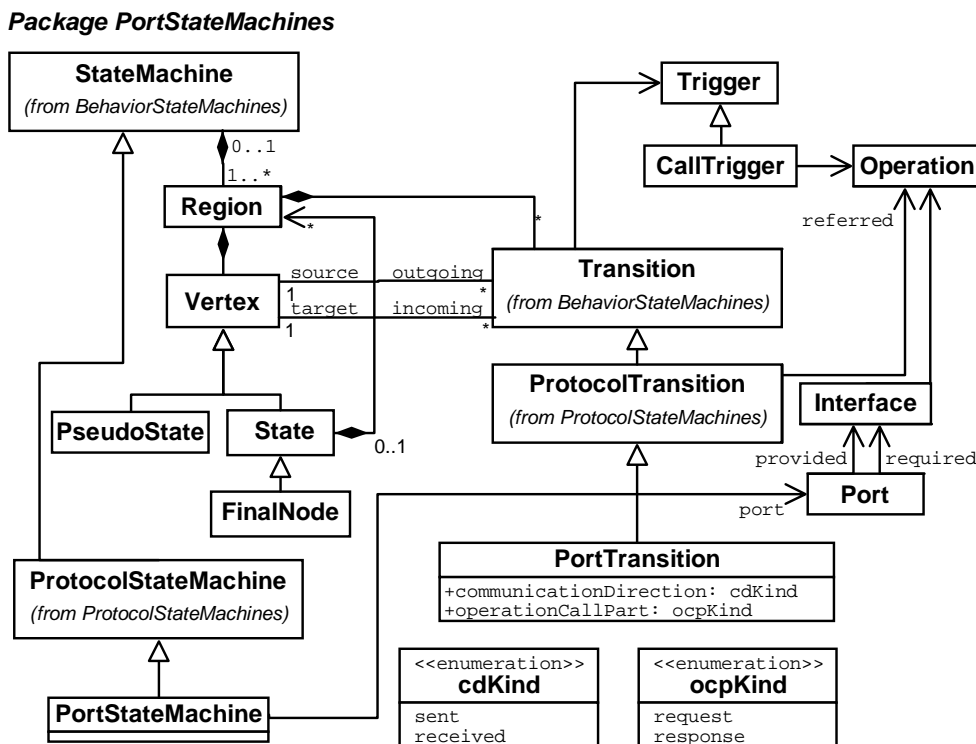 Package PortStateMachines
StateMachine
(from BehaviorStateMachines)
Trigger
0..1
CallTrigger
Operation
1..*
Region
*
*
referred
source
outgoing
Transition
Vertex
1
*
(from BehaviorStateMachines)
target
incoming
1
*
ProtocolTransition
(from ProtocolStateMachines)
Interface
PseudoState
State
0..1
provided
required
FinalNode
port
Port
PortTransition
ProtocolStateMachine
+communicationDirection: cdKind
(from ProtocolStateMachines)
+operationCallPart: ocpKind
<<enumeration>>
<<enumeration>>
cdKind
ocpKind
PortStateMachine
sent
request
received
response